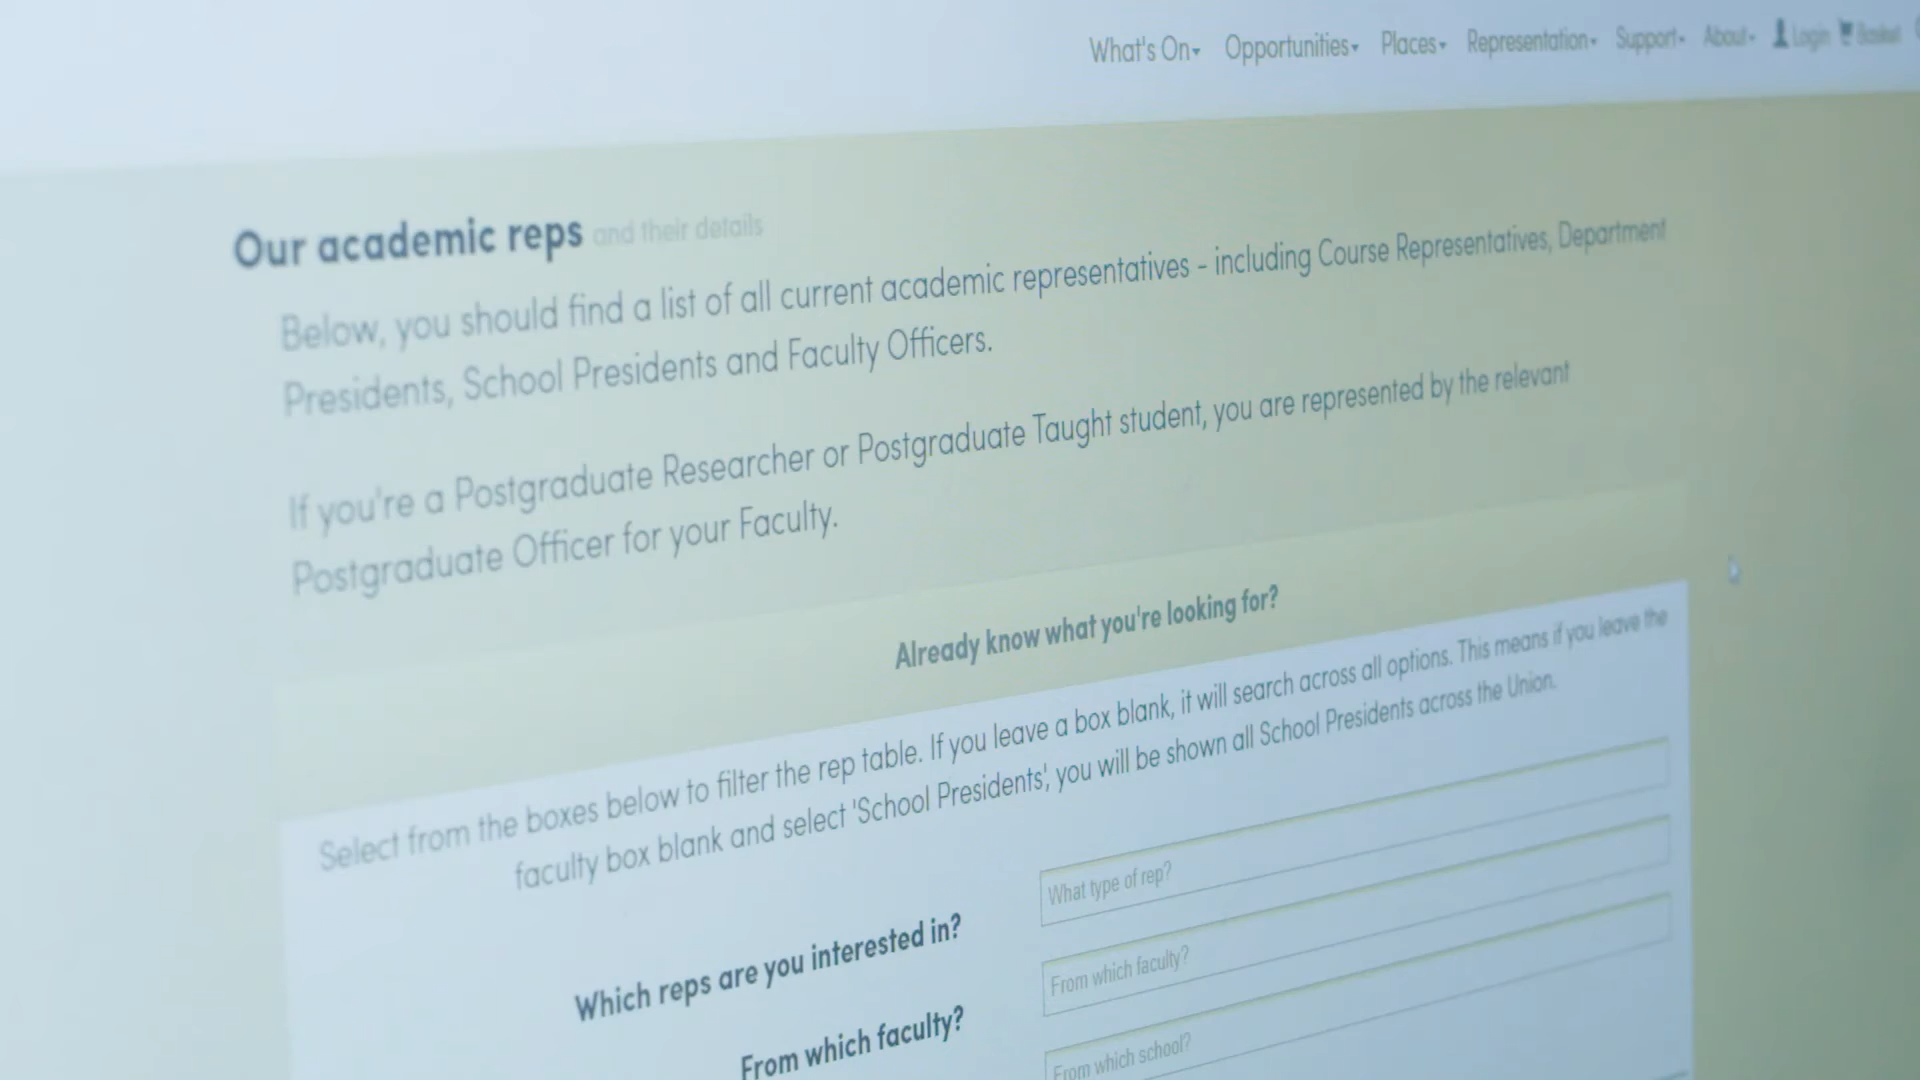 What's On Opportunities Places Representation Support About Login Basket
Our academic reps and their details
Below, you should find a list of all current academic representatives - including Course Representatives, Department
Presidents, School Presidents and Faculty Officers.
If you're a Postgraduate Researcher or Postgraduate Taught student, you are represented by the relevant
Postgraduate Officer for your Faculty.
Already know what you're looking for?
Select from the boxes below to filter the rep table. If you leave a box blank, it will search across all options. This means if you leave the
faculty box blank and select 'School Presidents', you will be shown all School Presidents across the Union.
Which reps are you interested in?
What type of rep?
From which faculty?
From which faculty?
From which school?